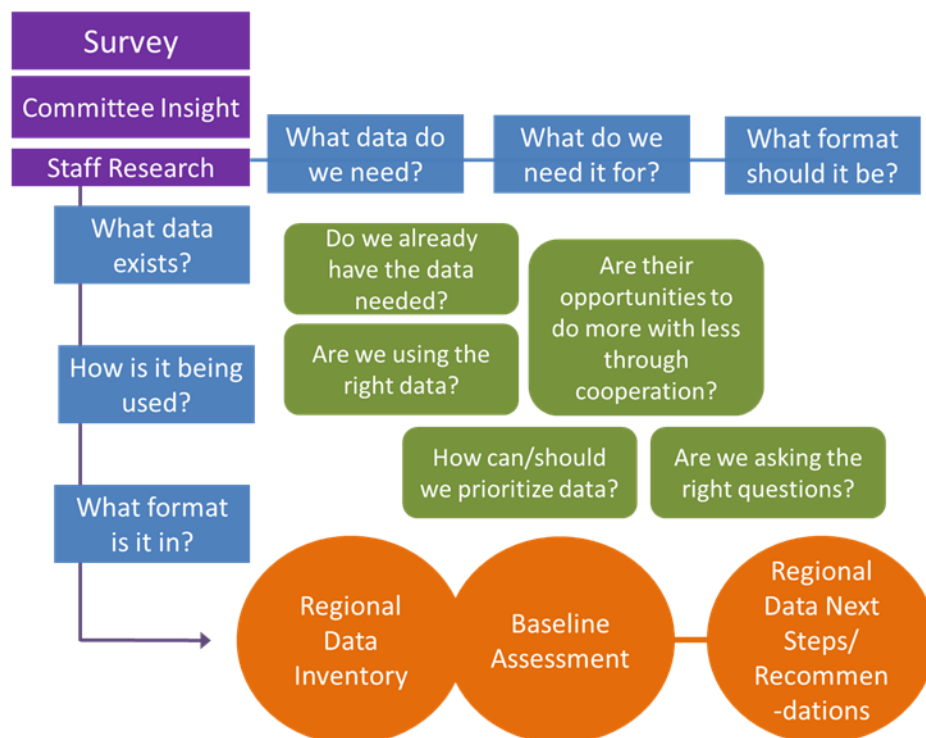 Survey
Committee Insight
Staff Research
What data do
we need?
What do we
need it for?
What format
should it be?
What data
exists?
How is it being
used?
What format
is it in?
Do we already
have the data
needed?
Are we using the
right data?
Are their
opportunities to
do more with less
through
cooperation?
How can/should
we prioritize data?
Are we asking the
right questions?
Regional
Data
Inventory
Baseline
Assessment
Regional
Data Next
Steps/
Recommen
-dations